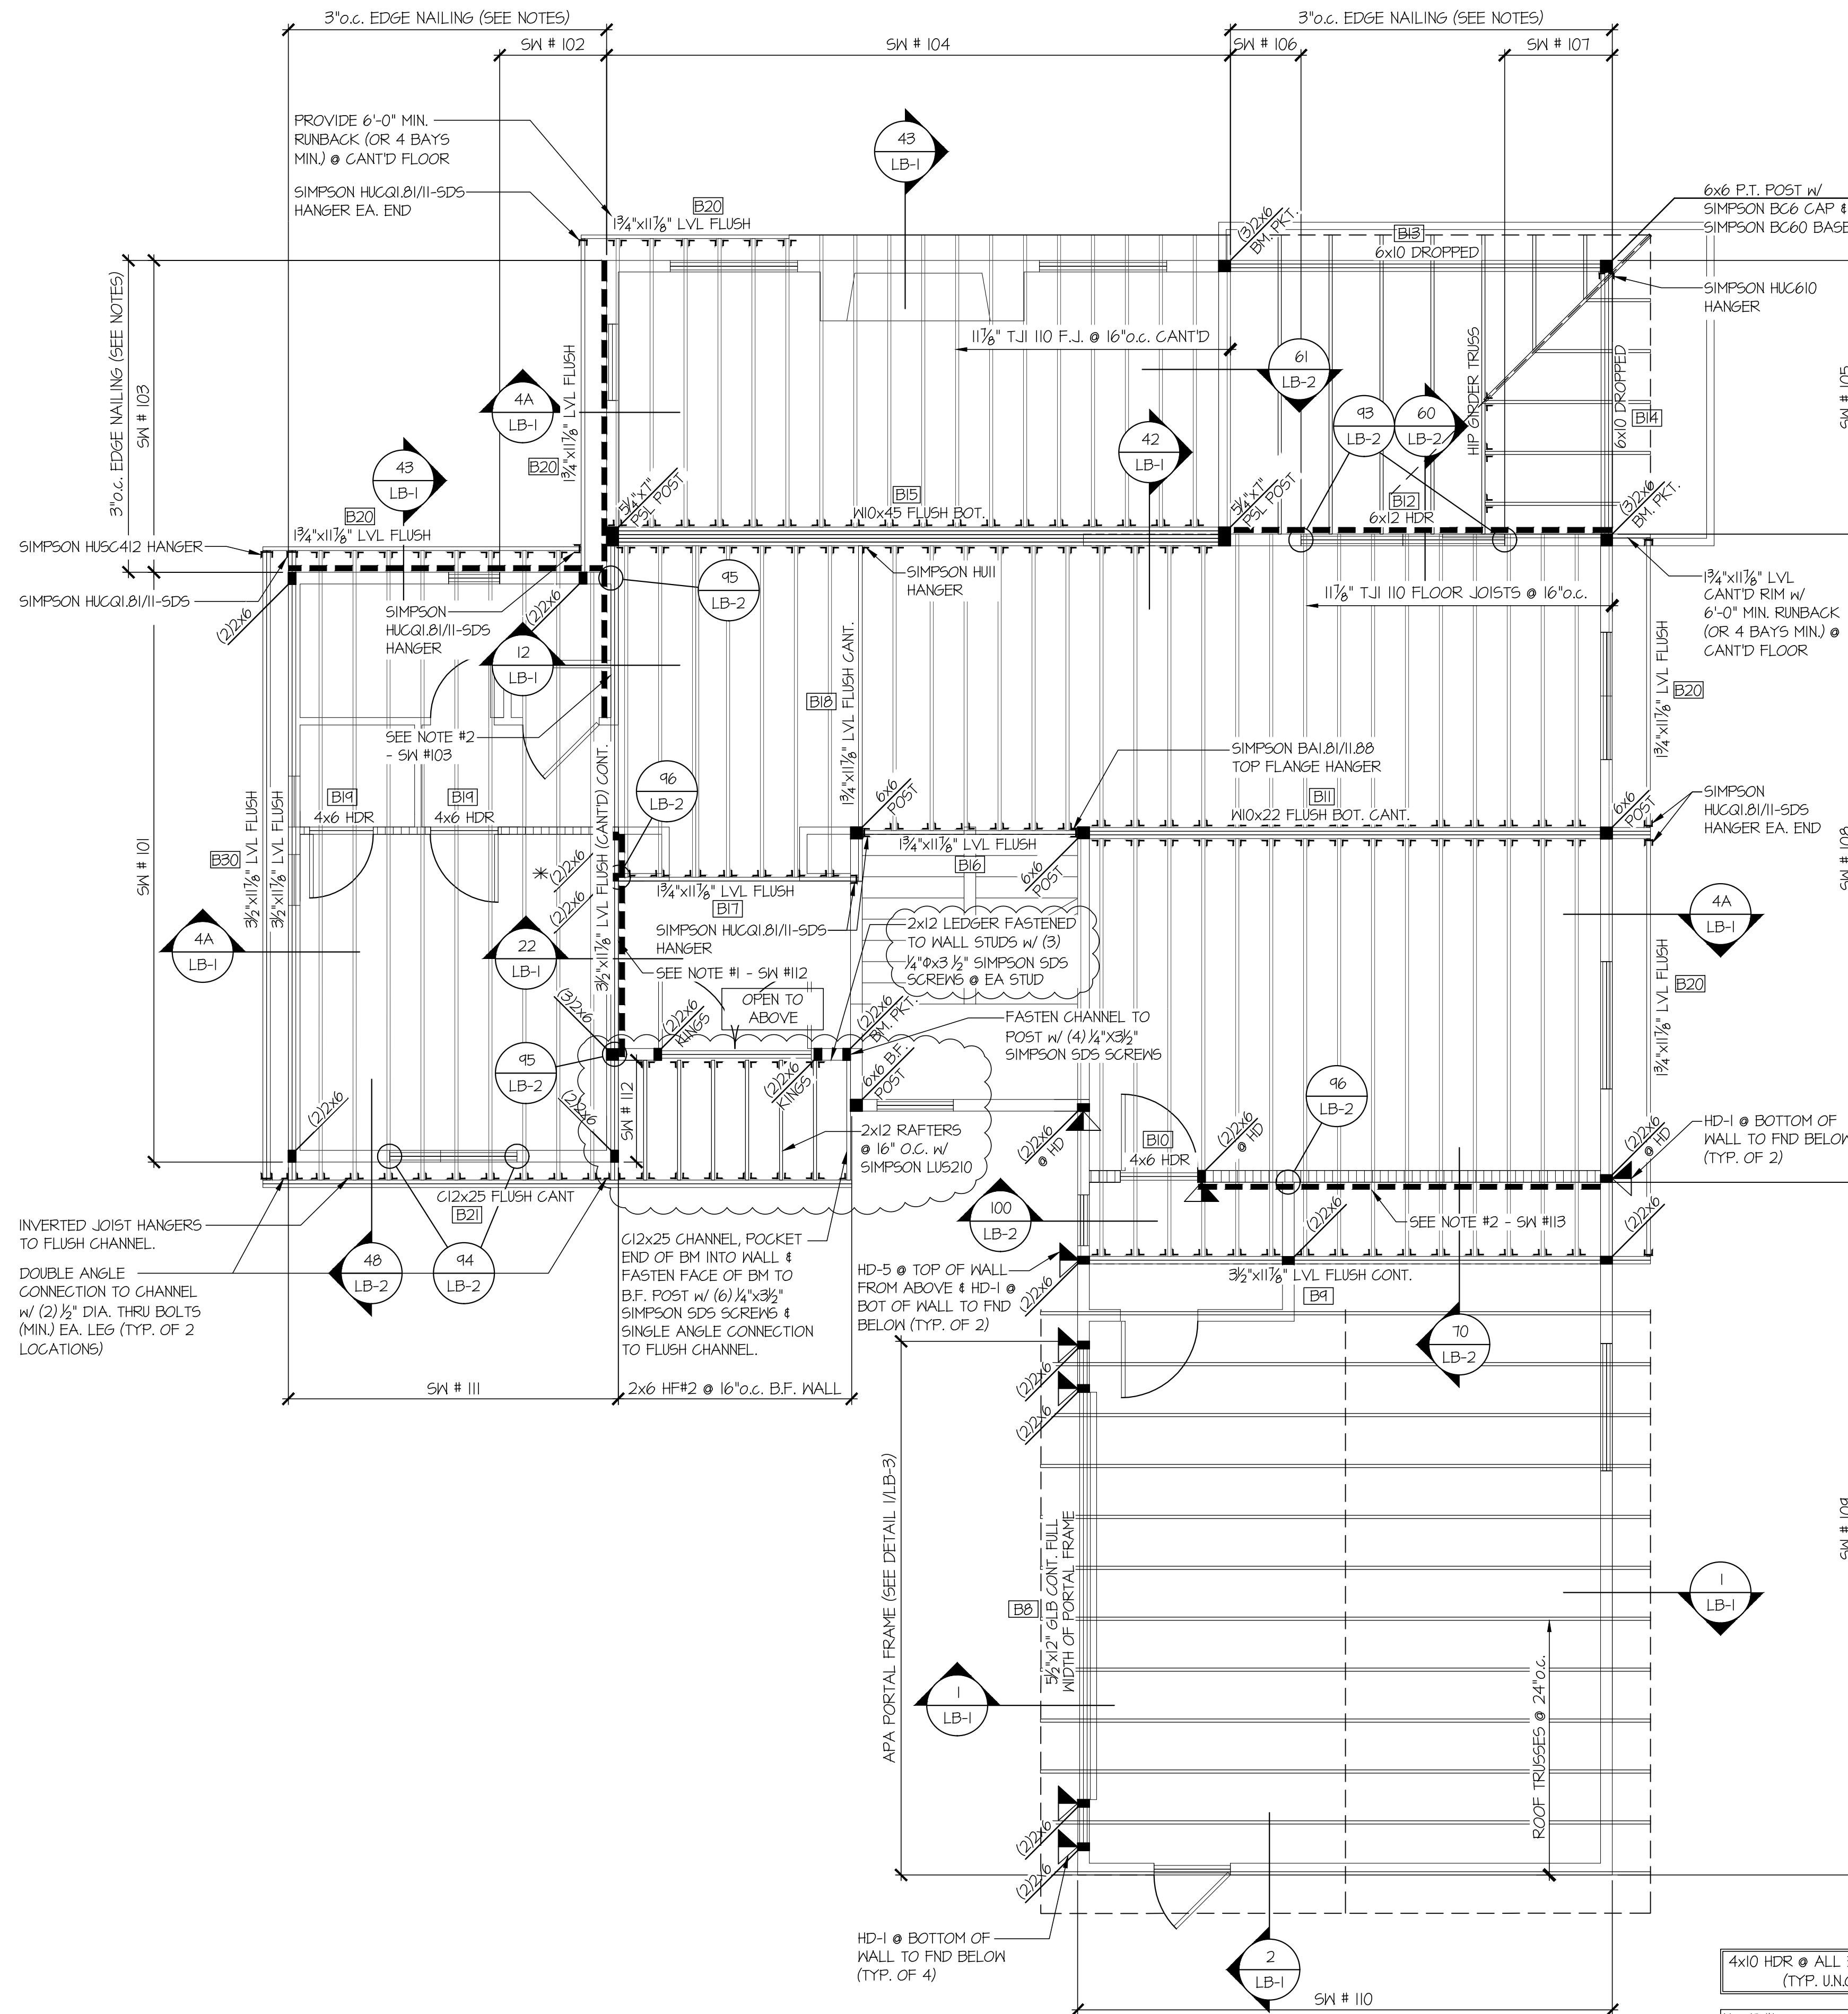 3"o.c. EDGE NAILING (SEE NOTES)
3"o.c. EDGE NAILING (SEE NOTES)
SW # 102
SW # 104
SW # 106
SW # 107
PROVIDE 6'-0" MIN.
RUNBACK (OR 4 BAYS
MIN.) @ CANT'D FLOOR
SIMPSON HUCQ1.81/11-SDS
HANGER EA. END
43
LB-1
B20
1¾"x11⅞" LVL FLUSH
(3)2x6
BM. PKT.
B13
6x10 DROPPED
6x6 P.T. POST w/
SIMPSON BC6 CAP &
SIMPSON BC60 BASE
SIMPSON HUC610
HANGER
3"o.c. EDGE NAILING (SEE NOTES)
SW # 103
1¾"x11⅞" LVL FLUSH
B20
4A
LB-1
11⅞" TJI 110 F.J. @ 16"o.c. CANT'D
61
LB-2
93
LB-2
60
LB-2
HIP GIRDER TRUSS
6x10 DROPPED
B14
SW # 105
42
LB-1
43
LB-1
B20
1¾"x11⅞" LVL FLUSH
5¼"x7"
PSL POST
B15
W10x45 FLUSH BOT.
5¼"x7"
PSL POST
B12
6x12 HDR
(3)2x6
BM. PKT.
SIMPSON HUSC412 HANGER
SIMPSON HUCQ1.81/11-SDS
(2)2x6
SIMPSON
HUCQ1.81/11-SDS
HANGER
(2)2x6
95
LB-2
SIMPSON HU11
HANGER
11⅞" TJI 110 FLOOR JOISTS @ 16"o.c.
1¾"x11⅞" LVL
CANT'D RIM w/
6'-0" MIN. RUNBACK
(OR 4 BAYS MIN.) @
CANT'D FLOOR
12
LB-1
B18
1¾"x11⅞" LVL FLUSH CANT.
1¾"x11⅞" LVL FLUSH
B20
SEE NOTE #2
- SW #103
SIMPSON BA1.81/11.88
TOP FLANGE HANGER
96
LB-2
6x6
POST
B11
W10x22 FLUSH BOT. CANT.
6x6
POST
SIMPSON
HUCQ1.81/11-SDS
HANGER EA. END
B19
4x6 HDR
B19
4x6 HDR
SW # 101
B30
3½"x11⅞" LVL FLUSH
3½"x11⅞" LVL FLUSH
3½"x11⅞" LVL FLUSH (CANT'D) CONT.
*
(2)2x6
(2)2x6
1¾"x11⅞" LVL FLUSH
B16
6x6
POST
1¾"x11⅞" LVL FLUSH
B17
SW # 108
4A
LB-1
4A
LB-1
22
LB-1
SIMPSON HUCQ1.81/11-SDS
HANGER
2x12 LEDGER FASTENED
TO WALL STUDS w/ (3)
¼"Φx3 ½" SIMPSON SDS
SCREWS @ EA STUD
SEE NOTE #1 - SW #112
OPEN TO
ABOVE
1¾"x11⅞" LVL FLUSH
B20
(3)2x6
(2)2x6
KINGS
(2)2x6
BM. PKT.
FASTEN CHANNEL TO
POST w/ (4) ¼"X3½"
SIMPSON SDS SCREWS
95
LB-2
(2)2x6
KINGS
6x6 B.F.
POST
SW # 112
96
LB-2
(2)2x6
(2)2x6
2x12 RAFTERS
@ 16" O.C. w/
SIMPSON LUS210
(2)2x6
@ HD
B10
4x6 HDR
(2)2x6
@ HD
(2)2x6
@ HD
HD-1 @ BOTTOM OF
WALL TO FND BELOW
(TYP. OF 2)
C12x25 FLUSH CANT
B21
100
LB-2
SEE NOTE #2 - SW #113
(2)2x6
(2)2x6
INVERTED JOIST HANGERS
TO FLUSH CHANNEL.
DOUBLE ANGLE
CONNECTION TO CHANNEL
w/ (2) ½" DIA. THRU BOLTS
(MIN.) EA. LEG (TYP. OF 2
LOCATIONS)
48
LB-2
94
LB-2
C12x25 CHANNEL, POCKET
END OF BM INTO WALL &
FASTEN FACE OF BM TO
B.F. POST w/ (6) ¼"x3½"
SIMPSON SDS SCREWS &
SINGLE ANGLE CONNECTION
TO FLUSH CHANNEL.
HD-5 @ TOP OF WALL
FROM ABOVE & HD-1 @
BOT OF WALL TO FND
BELOW (TYP. OF 2)
(2)2x6
3½"x11⅞" LVL FLUSH CONT.
B9
70
LB-2
SW # 111
2x6 HF#2 @ 16"o.c. B.F. WALL
(2)2x6
(2)2x6
APA PORTAL FRAME (SEE DETAIL 1/LB-3)
B8
5½"x12" GLB CONT. FULL
WIDTH OF PORTAL FRAME
SW # 109
1
LB-1
1
LB-1
ROOF TRUSSES @ 24"o.c.
(2)2x6
(2)2x6
HD-1 @ BOTTOM OF
WALL TO FND BELOW
(TYP. OF 4)
2
LB-1
SW # 110
4x10 HDR @ ALL
(TYP.